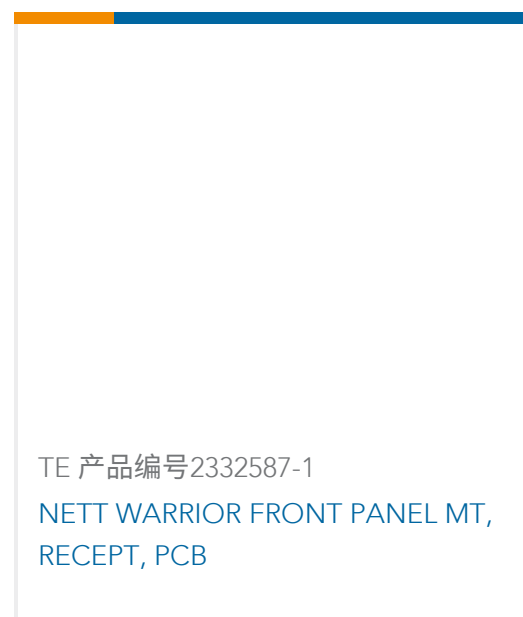 TE 产品编号2332587-1
NETT WARRIOR FRONT PANEL MT,
RECEPT, PCB